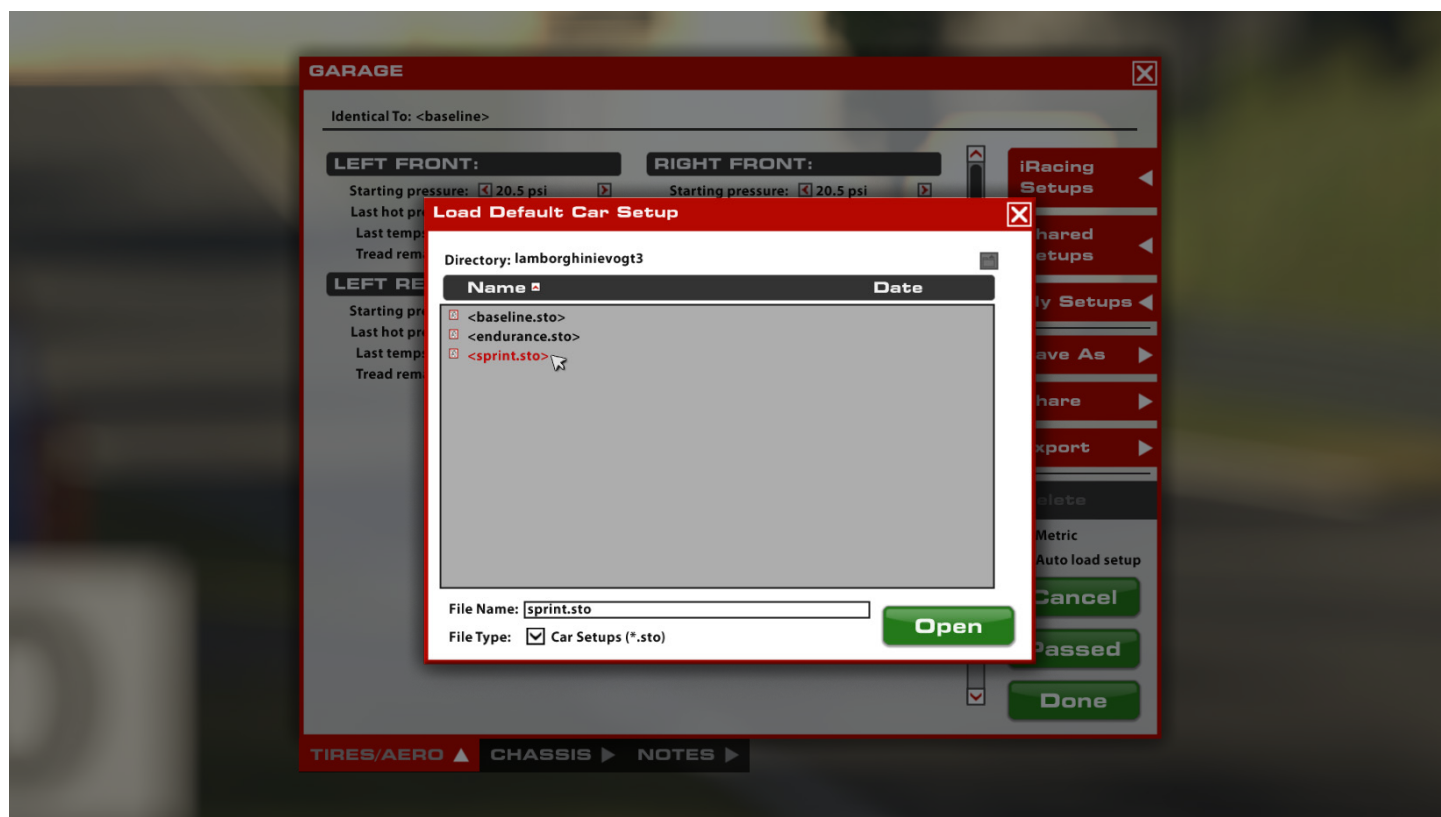 GARAGE
Identical To: <baseline>
LEFT FRONT: RIGHT FRONT:
Starting pressure: 20.5 psi Starting pressure: 20.5 psi
Last hot pr
Last temp
Tread rem
LEFT RE
Starting pr
Last hot pr
Last temp
Tread rem
iRacing
Setups
hared
etups
ly Setups
ave As
hare
xport
elete
Metric
Auto load setup
Cancel
Passed
Done
Load Default Car Setup
Directory: lamborghinievogt3
Name Date
<baseline.sto>
<endurance.sto>
<sprint.sto>
File Name: sprint.sto
File Type: Car Setups (*.sto)
Open
TIRES/AERO CHASSIS NOTES